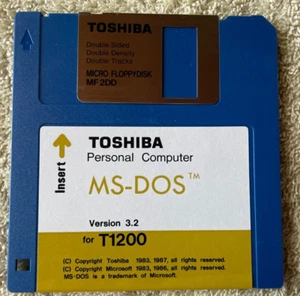 TOSHIBA
Double-Sided
Double Density
Double Tracks
MICRO FLOPPYDISK
MF 2DD
Insert
TOSHIBA
Personal Computer
MS-DOS™
Version 3.2
for T1200
(C) Copyright Toshiba 1983, 1987, all rights reserved.
(C) Copyright Microsoft 1983, 1986, all rights reserved.
MS-DOS is a trademark of Microsoft.